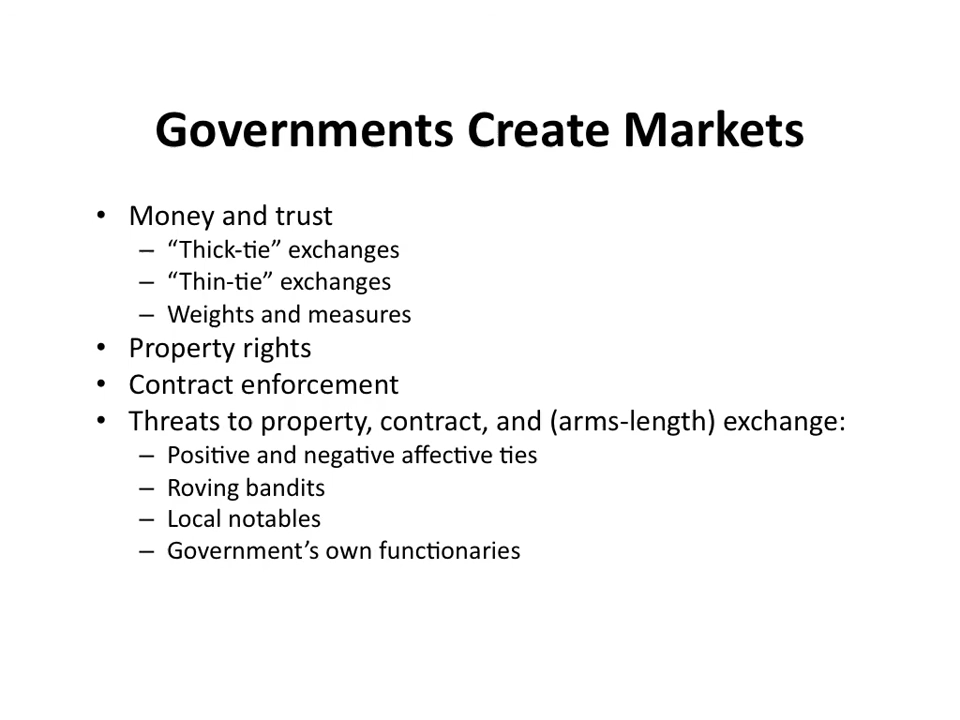 Governments Create Markets
• Money and trust
– “Thick-tie” exchanges
– “Thin-tie” exchanges
– Weights and measures
• Property rights
• Contract enforcement
• Threats to property, contract, and (arms-length) exchange:
– Positive and negative affective ties
– Roving bandits
– Local notables
– Government’s own functionaries